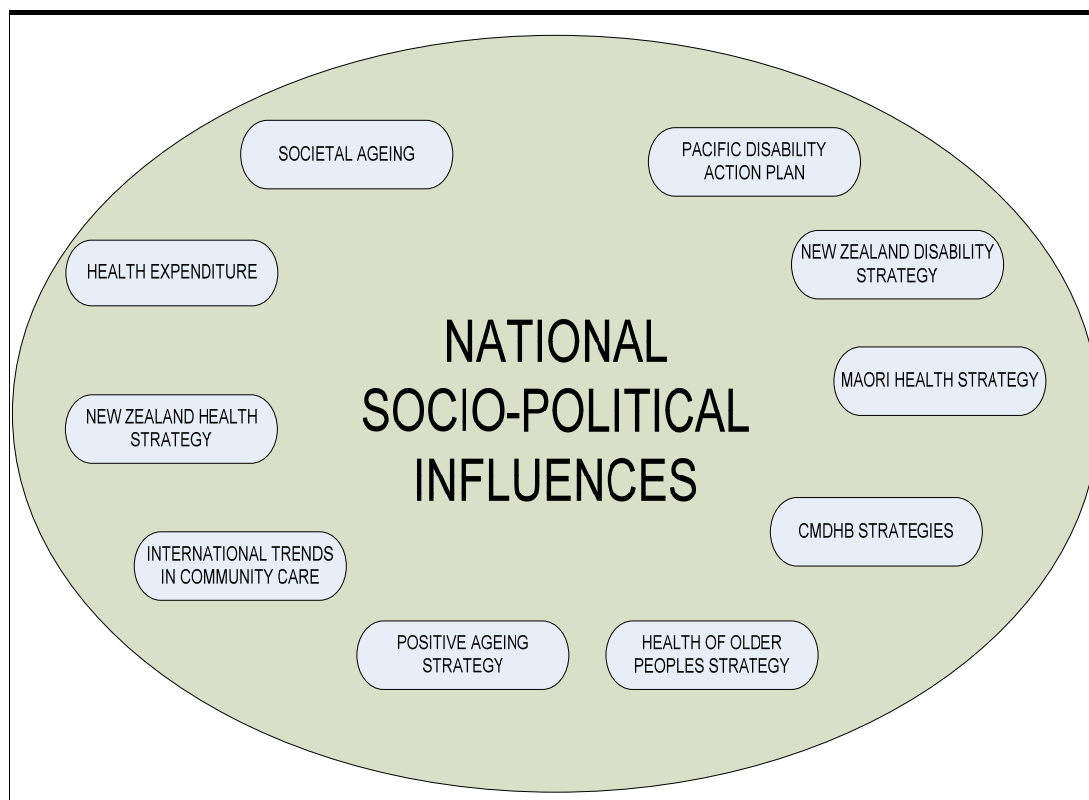 SOCIETAL AGEING
PACIFIC DISABILITY
ACTION PLAN
HEALTH EXPENDITURE
NEW ZEALAND DISABILITY
STRATEGY
NATIONAL
SOCIO-POLITICAL
INFLUENCES
MAORI HEALTH STRATEGY
NEW ZEALAND HEALTH
STRATEGY
CMDHB STRATEGIES
INTERNATIONAL TRENDS
IN COMMUNITY CARE
POSITIVE AGEING
STRATEGY
HEALTH OF OLDER
PEOPLES STRATEGY